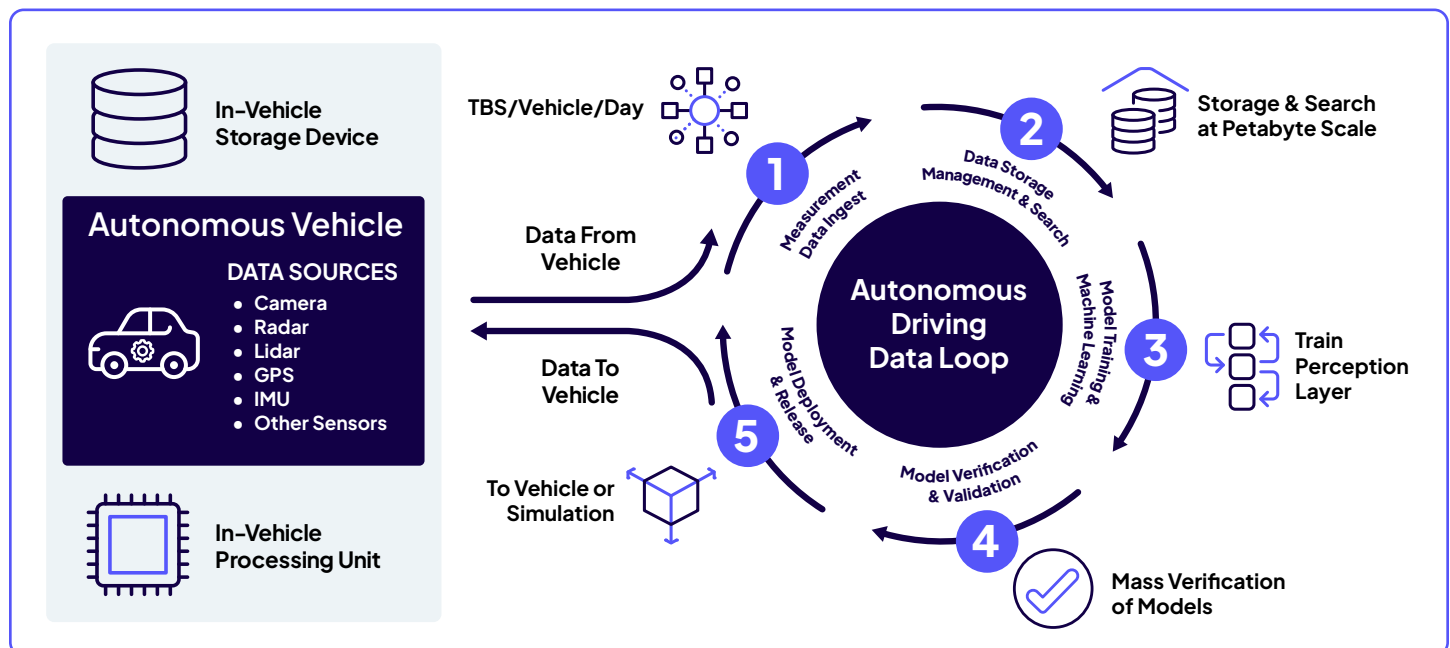 In-Vehicle
Storage Device
Autonomous Vehicle
DATA SOURCES
• Camera
• Radar
• Lidar
• GPS
• IMU
• Other Sensors
In-Vehicle
Processing Unit
TBS/Vehicle/Day
Data From
Vehicle
Data To
Vehicle
To Vehicle or
Simulation
1
Measurement
Data Ingest
2
Data Storage
Management & Search
Storage & Search
at Petabyte Scale
3
Model Training &
Machine Learning
Train
Perception
Layer
4
Model Verification
& Validation
Mass Verification
of Models
5
Model Deployment
& Release
Autonomous
Driving
Data Loop